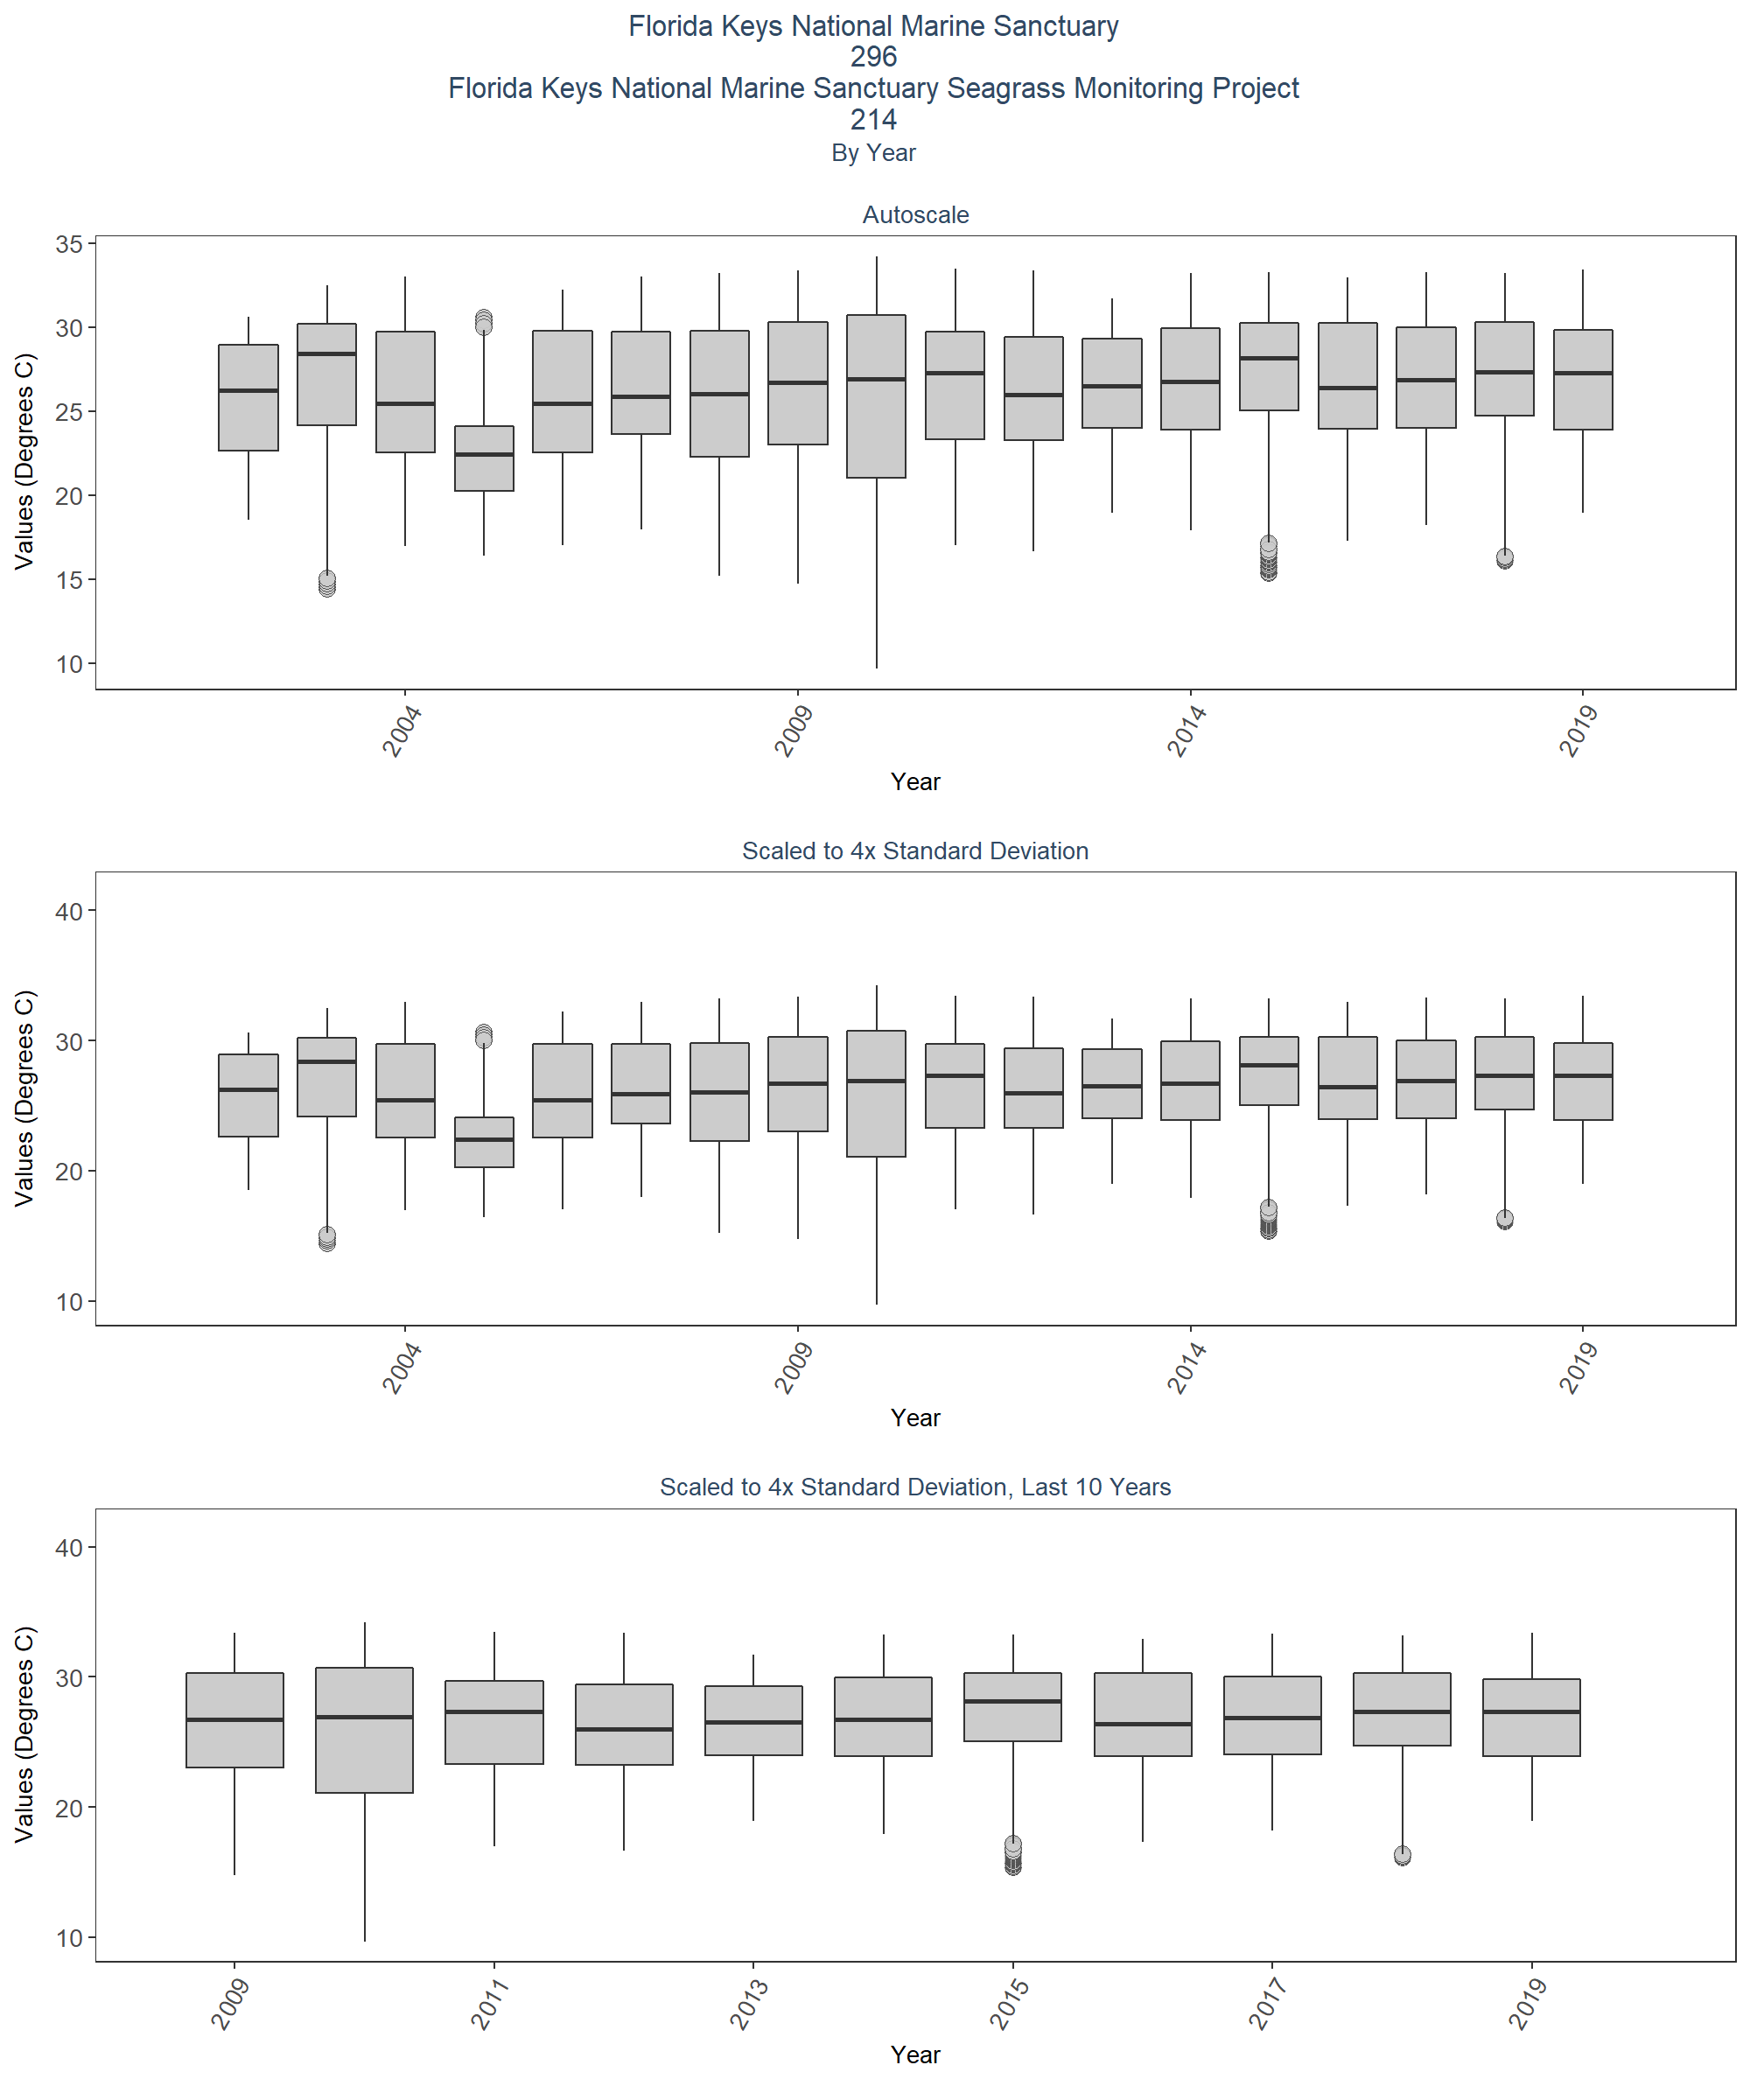 Florida Keys National Marine Sanctuary
296
Florida Keys National Marine Sanctuary Seagrass Monitoring Project
214
By Year
Autoscale
Values (Degrees C)
35
30
25
20
15
10
2004
2009
2014
2019
Year
Scaled to 4x Standard Deviation
Values (Degrees C)
40
30
20
10
2004
2009
2014
2019
Year
Scaled to 4x Standard Deviation, Last 10 Years
Values (Degrees C)
40
30
20
10
2009
2011
2013
2015
2017
2019
Year